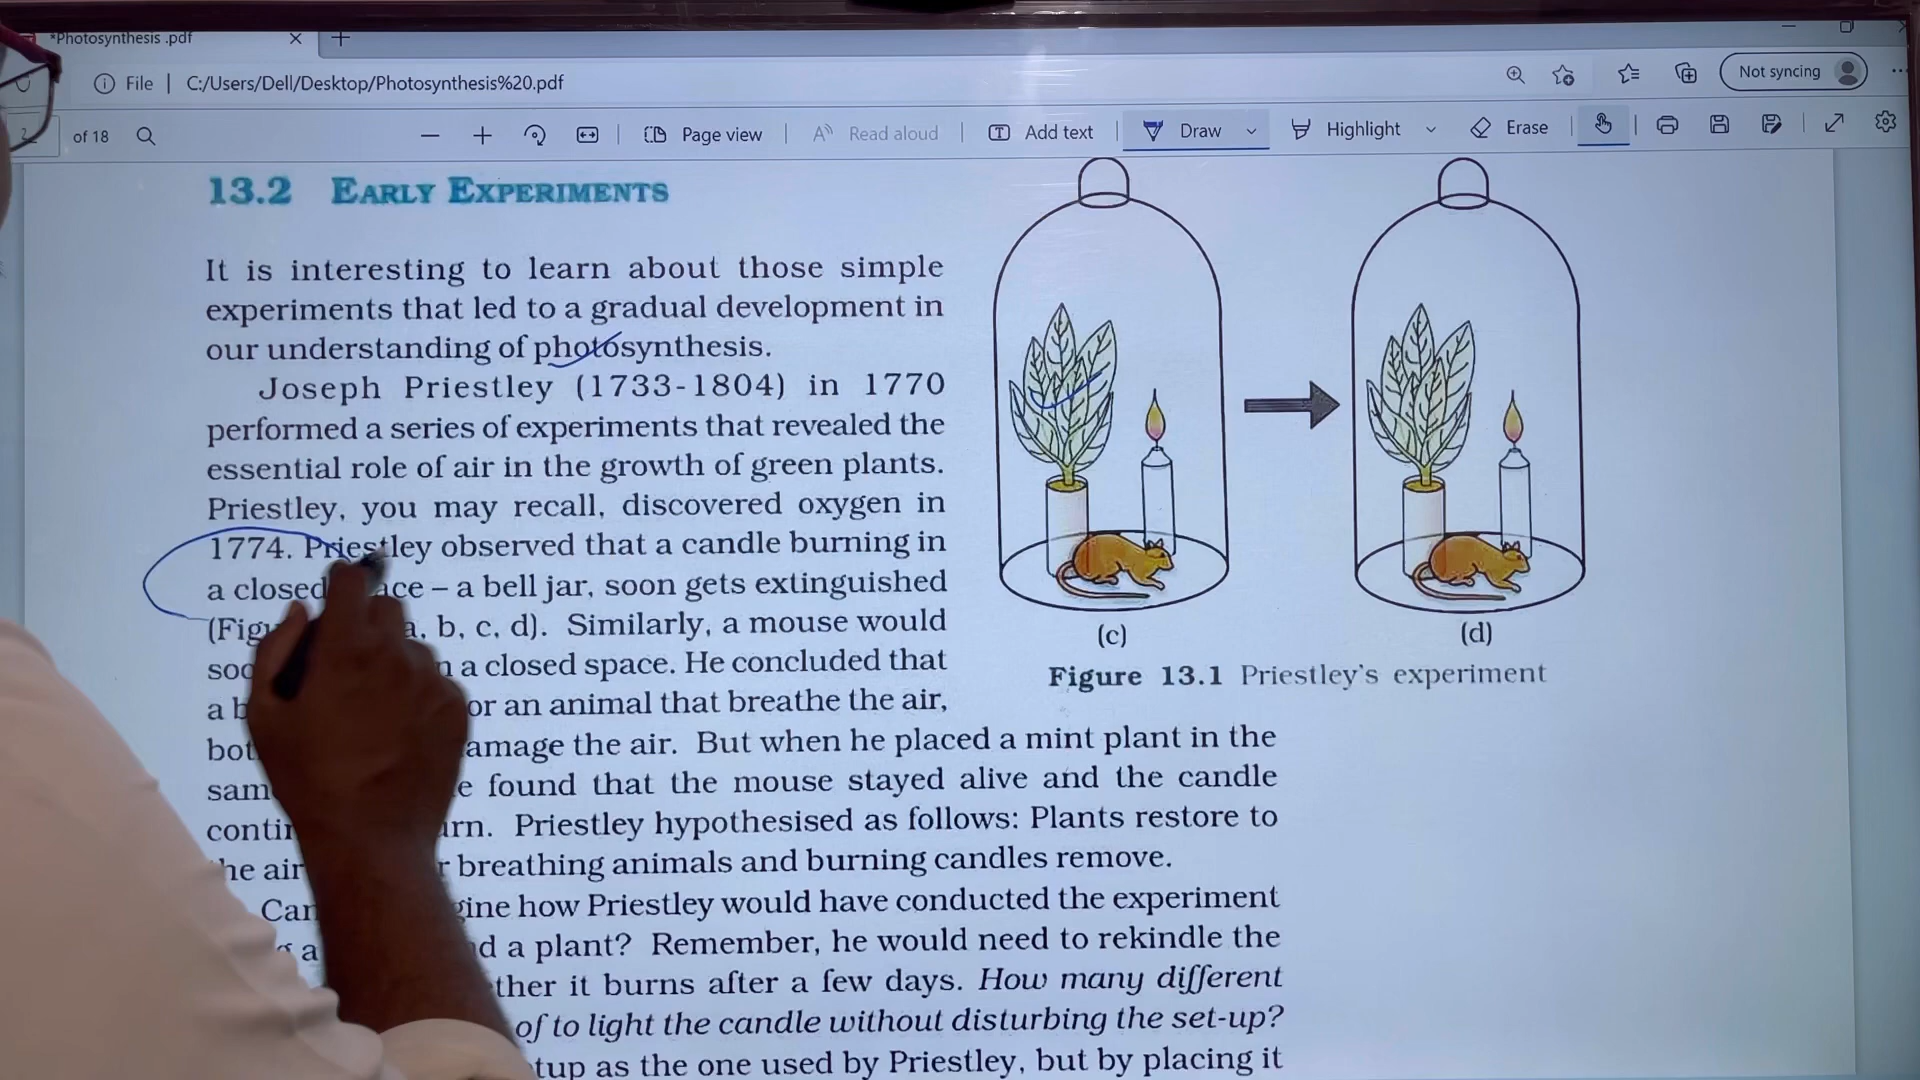 *Photosynthesis .pdf
File | C:/Users/Dell/Desktop/Photosynthesis%20.pdf
Not syncing
2 of 18
Page view
Read aloud
Add text
Draw
Highlight
Erase
13.2 EARLY EXPERIMENTS
It is interesting to learn about those simple
experiments that led to a gradual development in
our understanding of photosynthesis.
Joseph Priestley (1733-1804) in 1770
performed a series of experiments that revealed the
essential role of air in the growth of green plants.
Priestley, you may recall, discovered oxygen in
1774. Priestley observed that a candle burning in
a closed – a bell jar, soon gets extinguished
a, b, c, d). Similarly, a mouse would
a closed space. He concluded that
a or an animal that breathe the air,
the air. But when he placed a mint plant in the
found that the mouse stayed alive and the candle
Priestley hypothesised as follows: Plants restore to
breathing animals and burning candles remove.
how Priestley would have conducted the experiment
a a plant? Remember, he would need to rekindle the
it burns after a few days. How many different
of to light the candle without disturbing the set-up?
as the one used by Priestley, but by placing it
(c)
(d)
Figure 13.1 Priestley's experiment